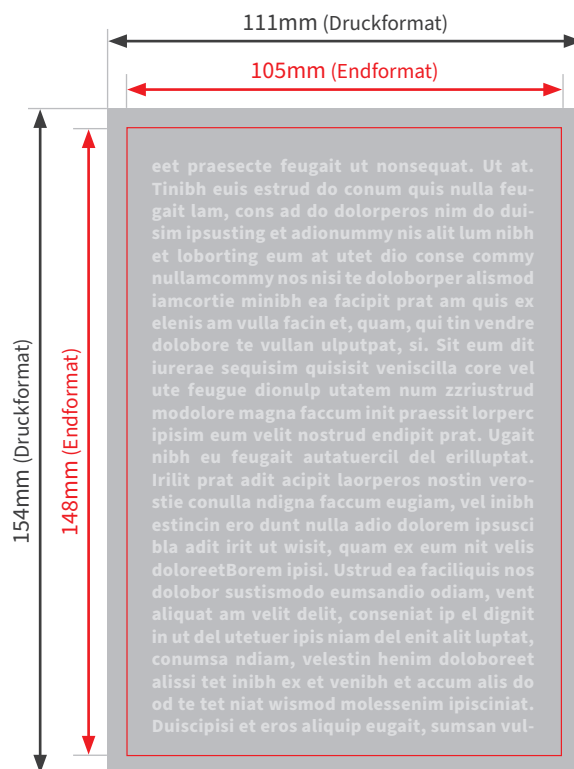 111mm (Druckformat)
105mm (Endformat)
154mm (Druckformat)
148mm (Endformat)
eet praesecte feugait ut nonsequat. Ut at.
Tinibh euis estrud do conum quis nulla feu-
gait lam, cons ad do dolorperos nim do dui-
sim ipsusting et adionummy nis alit lum nibh
et loborting eum at utet dio conse commy
nullamcommy nos nisi te doloborper alismod
iamcortie minibh ea facipit prat am quis ex
elenis am vulla facin et, quam, qui tin vendre
dolobore te vullan ulputpat, si. Sit eum dit
iurerae sequisim quisisit veniscilla core vel
ute feugue dionulp utatem num zzriustrud
modolore magna faccum init praessit lorperc
ipisim eum velit nostrud endipit prat. Ugait
nibh eu feugait autatuercil del erilluptat.
Irilit prat adit acipit laorperos nostin vero-
stie conulla ndigna faccum eugiam, vel inibh
estincin ero dunt nulla adio dolorem ipsusci
bla adit irit ut wisit, quam ex eum nit velis
doloreetBorem ipisi. Ustrud ea faciliquis nos
dolobor sustismodo eumsandio odiam, vent
aliquat am velit delit, conseniat ip el dignit
in ut del utetuer ipis niam del enit alit luptat,
conumsa ndiam, velestin henim doloboreet
alissi tet inibh ex et venibh et accum alis do
od te tet niat wismod molessenim ipisciniat.
Duiscipisi et eros aliquip eugait, sumsan vul-